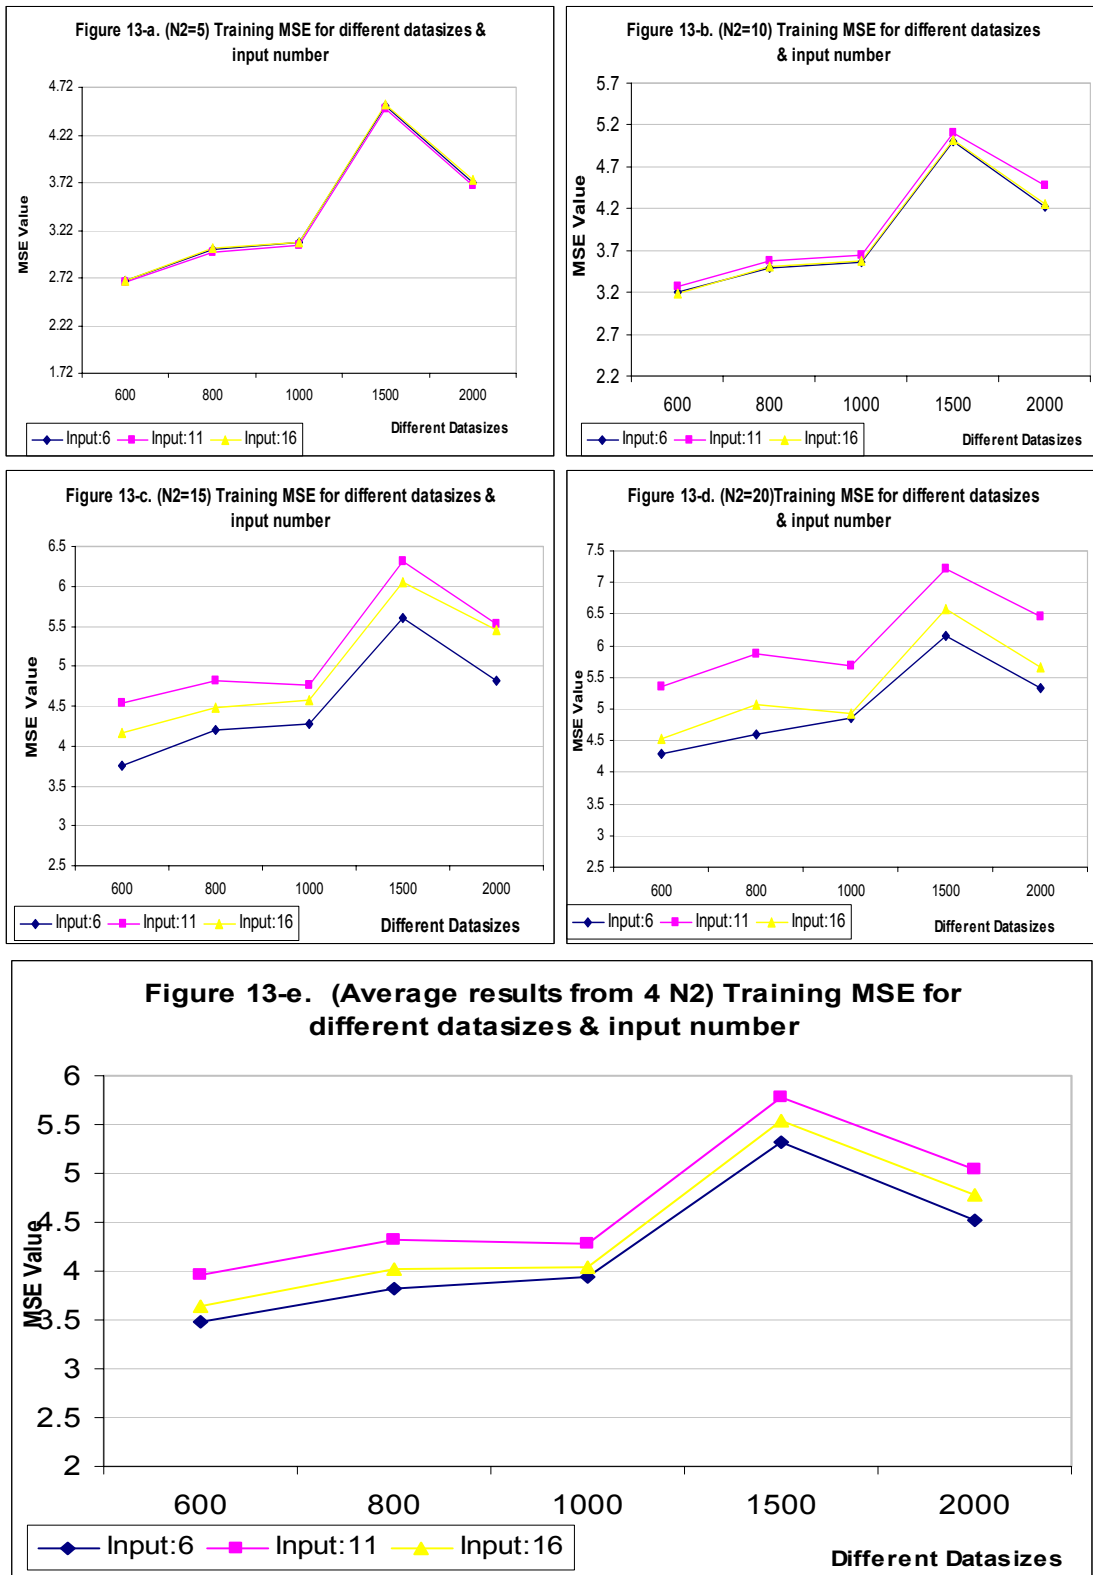 Figure 13-a. (N2=5) Training MSE for different datasizes &
input number
4.72
4.22
3.72
3.22
2.72
2.22
1.72
MSE Value
600 800 1000 1500 2000
Different Datasizes
Input:6 Input:11 Input:16
Figure 13-b. (N2=10) Training MSE for different datasizes
& input number
5.7
5.2
4.7
4.2
3.7
3.2
2.7
2.2
MSE Value
600 800 1000 1500 2000
Different Datasizes
Input:6 Input:11 Input:16
Figure 13-c. (N2=15) Training MSE for different datasizes &
input number
6.5
6
5.5
5
4.5
4
3.5
3
2.5
MSE Value
600 800 1000 1500 2000
Input:6 Input:11 Input:16
Different Datasizes
Figure 13-d. (N2=20)Training MSE for different datasizes
& input number
7.5
7
6.5
6
5.5
5
4.5
4
3.5
3
2.5
MSE Value
600 800 1000 1500 2000
Input:6 Input:11 Input:16
Different Datasizes
Figure 13-e. (Average results from 4 N2) Training MSE for
different datasizes & input number
6
5.5
5
4.5
4
3.5
3
2.5
2
MSE Value
600 800 1000 1500 2000
Input:6 Input:11 Input:16
Different Datasizes